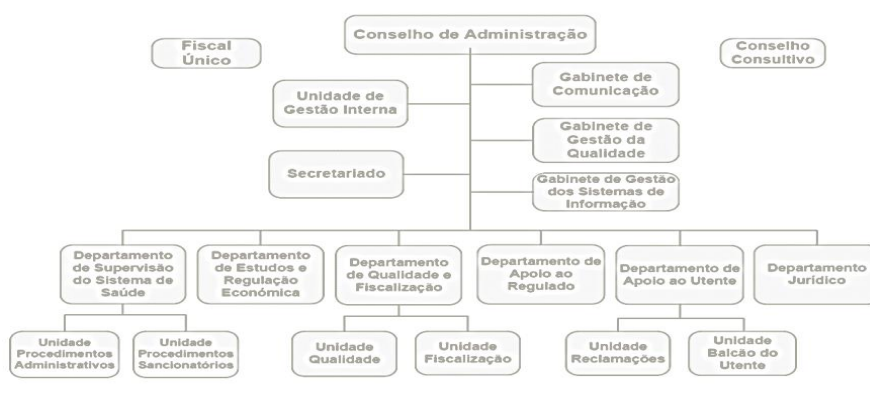 Conselho de Administração
Fiscal
Único
Conselho
Consultivo
Unidade de
Gestão Interna
Gabinete de
Comunicação
Gabinete de
Gestão da
Qualidade
Secretariado
Gabinete de Gestão
dos Sistemas de
Informação
Departamento
de Supervisão
do Sistema de
Saúde
Departamento
de Estudos e
Regulação
Económica
Departamento
de Qualidade e
Fiscalização
Departamento de
Apoio ao
Regulado
Departamento de
Apoio ao Utente
Departamento
Jurídico
Unidade
Procedimentos
Administrativos
Unidade
Procedimentos
Sancionatórios
Unidade
Qualidade
Unidade
Fiscalização
Unidade
Reclamações
Unidade
Balcão do
Utente